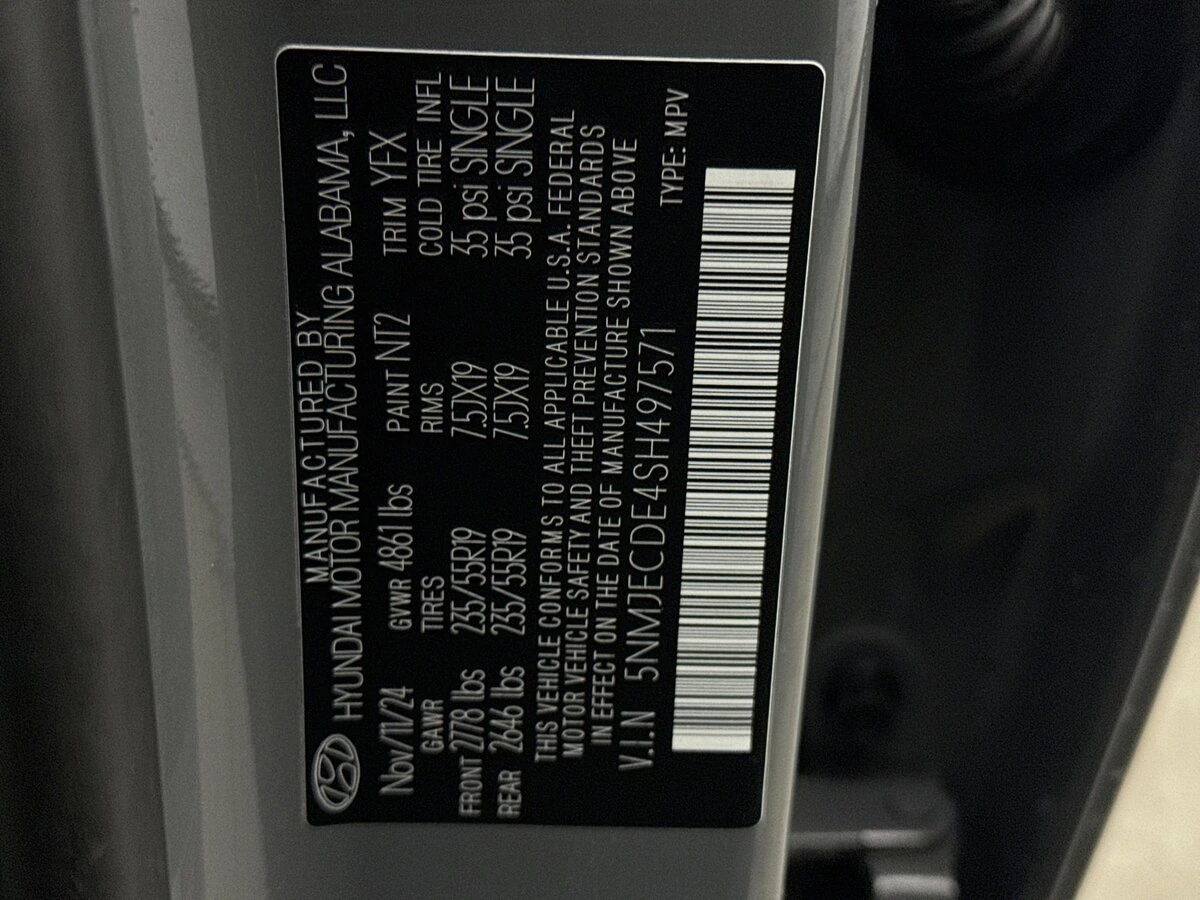 MANUFACTURED BY
HYUNDAI MOTOR MANUFACTURING ALABAMA, LLC
Nov/11/24 GVWR 4861 lbs PAINT NT2 TRIM YFX
GAWR TIRES RIMS COLD TIRE INFL
FRONT 2778 lbs 235/55R19 7.5JX19 35 psi SINGLE
REAR 2646 lbs 235/55R19 7.5JX19 35 psi SINGLE
THIS VEHICLE CONFORMS TO ALL APPLICABLE U.S.A. FEDERAL
MOTOR VEHICLE SAFETY AND THEFT PREVENTION STANDARDS
IN EFFECT ON THE DATE OF MANUFACTURE SHOWN ABOVE
V.I.N 5NMJECDE4SH497571 TYPE: MPV